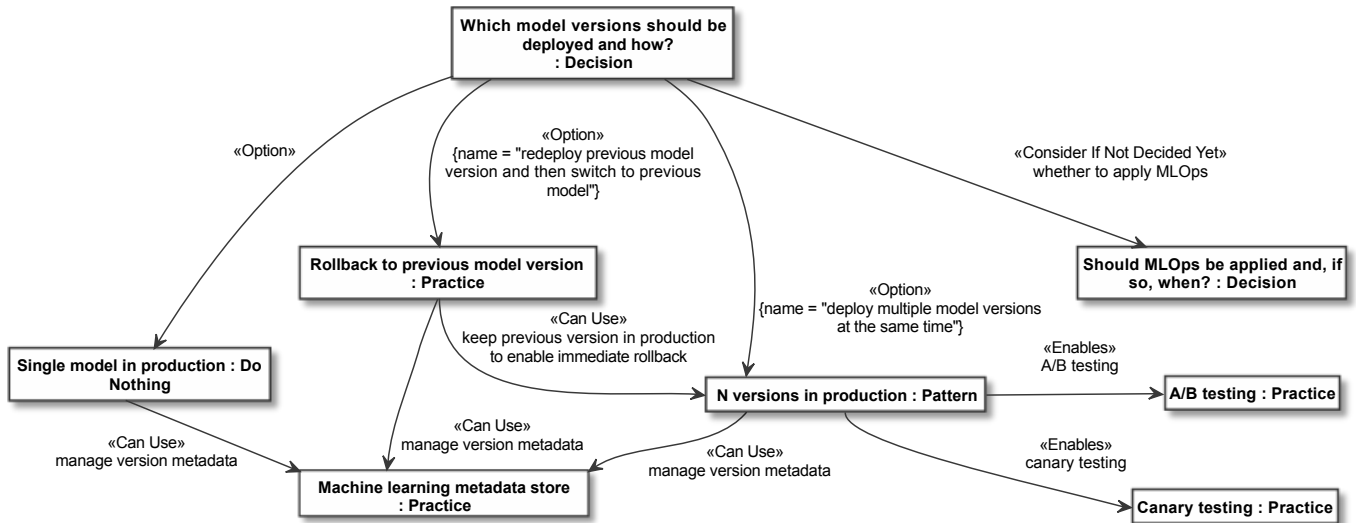 Which model versions should be
deployed and how?
: Decision
«Option»
«Option»
{name = "redeploy previous model
version and then switch to previous
model"}
«Consider If Not Decided Yet»
whether to apply MLOps
Rollback to previous model version
: Practice
Should MLOps be applied and, if
so, when? : Decision
«Option»
{name = "deploy multiple model versions
at the same time"}
«Can Use»
keep previous version in production
to enable immediate rollback
Single model in production : Do
Nothing
«Enables»
A/B testing
N versions in production : Pattern
A/B testing : Practice
«Can Use»
manage version metadata
«Can Use»
manage version metadata
«Can Use»
manage version metadata
«Enables»
canary testing
Machine learning metadata store
: Practice
Canary testing : Practice